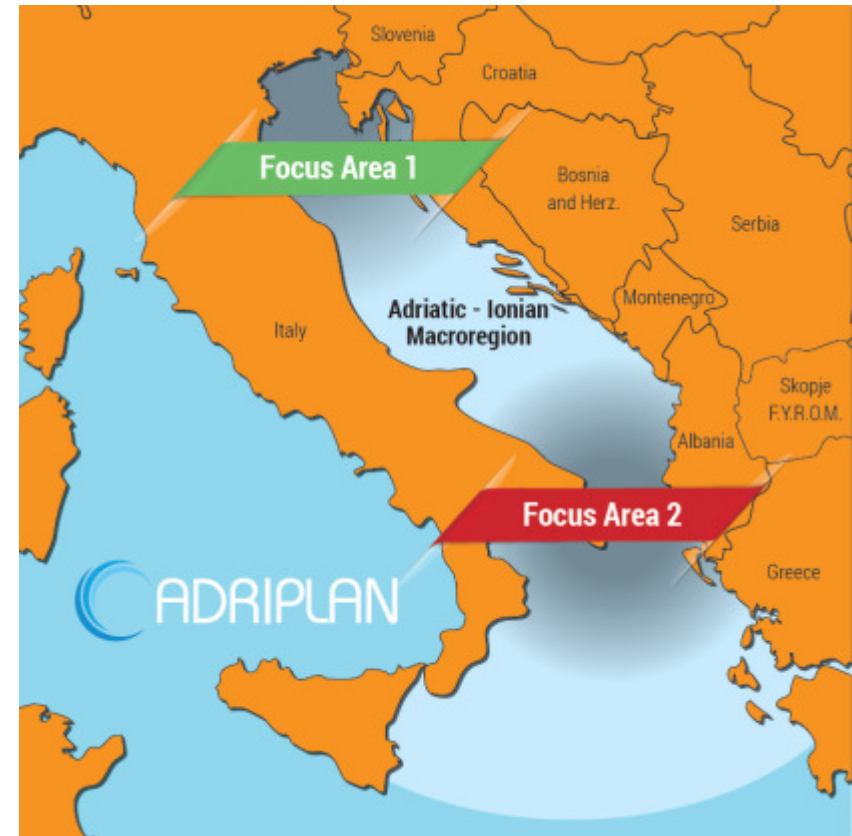 Slovenia
Croatia
Focus Area 1
Bosnia
and Herz.
Serbia
Adriatic - Ionian
Macroregion
Montenegro
Italy
Skopje
F.Y.R.O.M.
Albania
Focus Area 2
Greece
ADRIPLAN